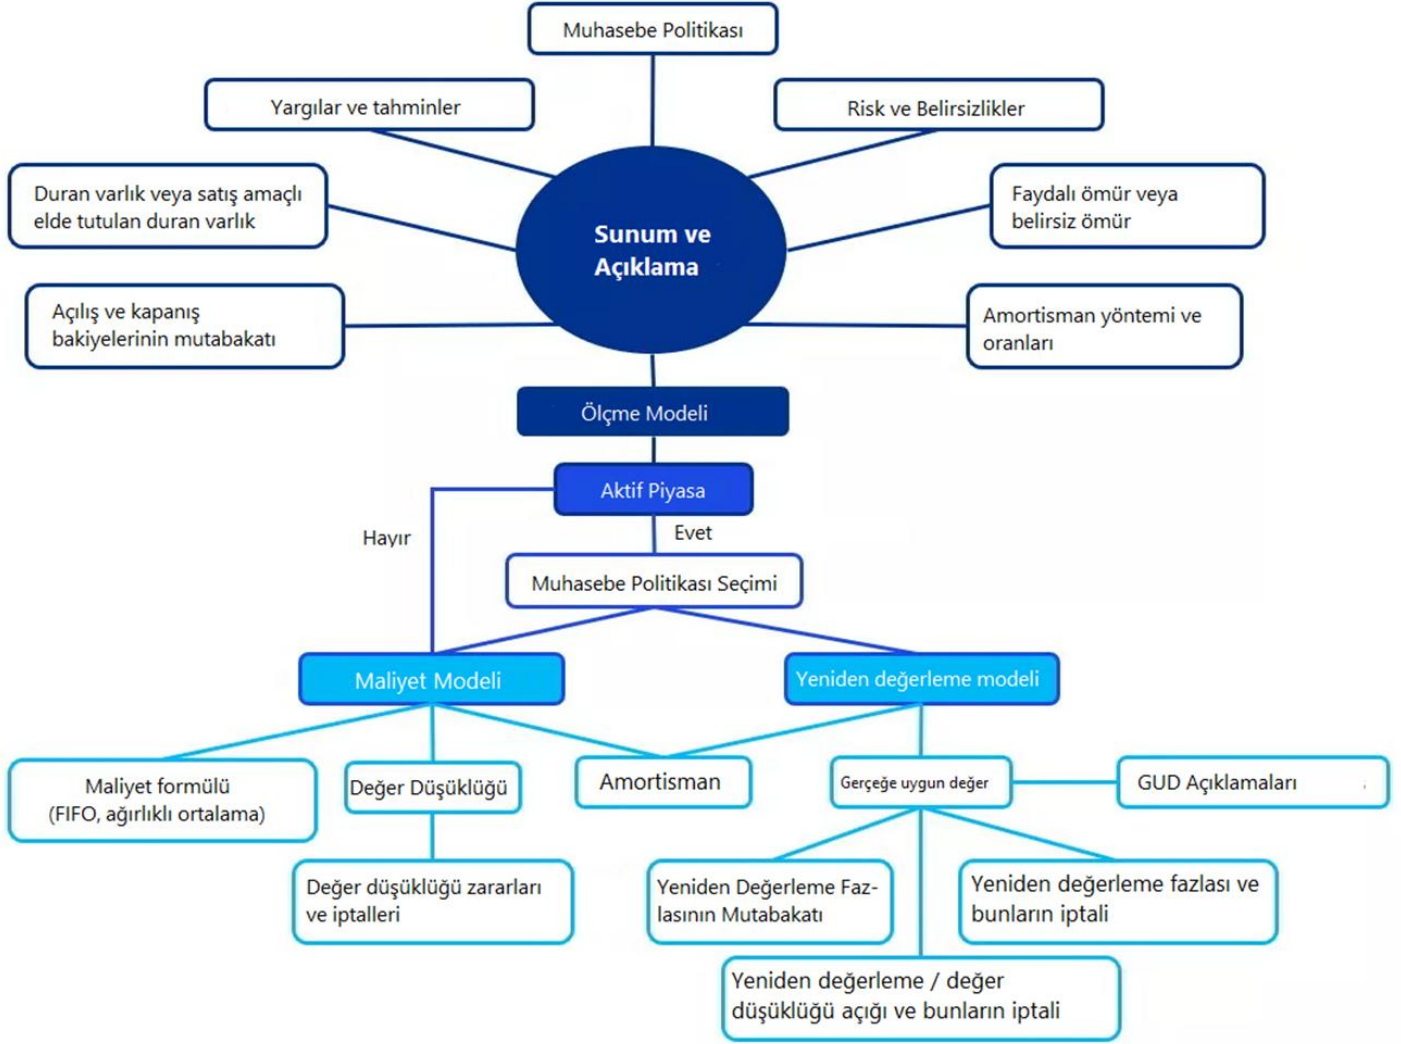 Muhasebe Politikası
Yargılar ve tahminler
Risk ve Belirsizlikler
Duran varlık veya satış amaçlı
elde tutulan duran varlık
Faydalı ömür veya
belirsiz ömür
Sunum ve
Açıklama
Açılış ve kapanış
bakiyelerinin mutabakatı
Amortisman yöntemi ve
oranları
Ölçme Modeli
Aktif Piyasa
Hayır
Evet
Muhasebe Politikası Seçimi
Maliyet Modeli
Yeniden değerleme modeli
Maliyet formülü
(FIFO, ağırlıklı ortalama)
Değer Düşüklüğü
Amortisman
Gerçeğe uygun değer
GUD Açıklamaları
Değer düşüklüğü zararları
ve iptalleri
Yeniden Değerleme Faz-
lasının Mutabakatı
Yeniden değerleme fazlası ve
bunların iptali
Yeniden değerleme / değer
düşüklüğü açığı ve bunların iptali